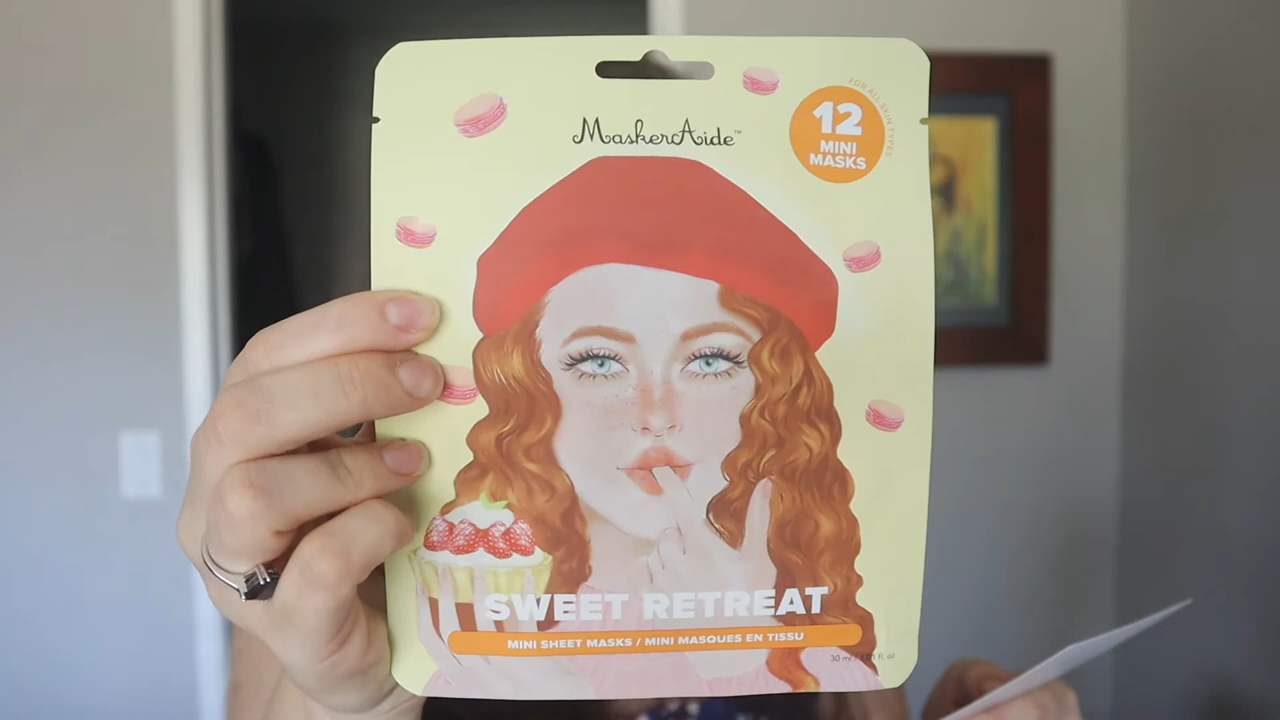 MaskerAide™
FOR ALL SKIN TYPES
12
MINI
MASKS
SWEET RETREAT
MINI SHEET MASKS / MINI MASQUES EN TISSU
30 ml / 1.01 fl. oz